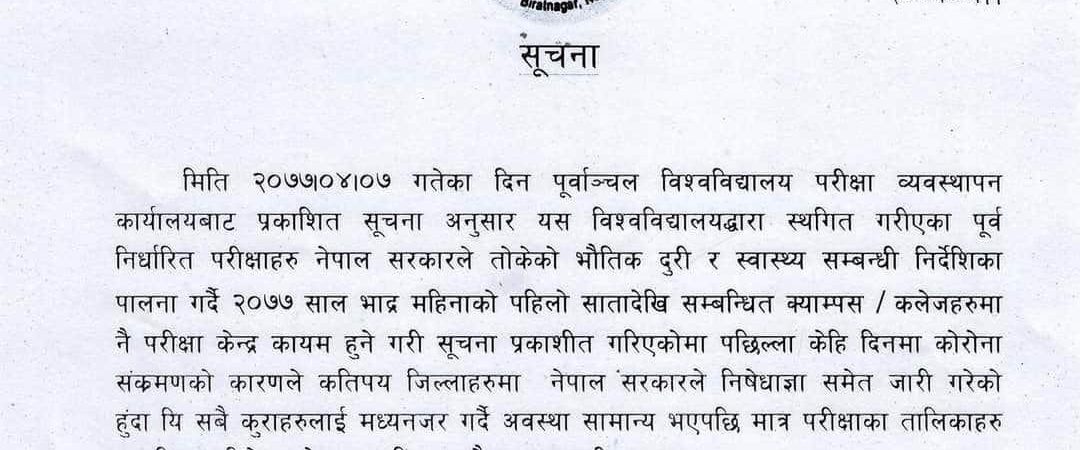 Biratnagar,
सूचना
मिति २०७७।०४।०७ गतेका दिन पूर्वाञ्चल विश्वविद्यालय परीक्षा व्यवस्थापन
कार्यालयबाट प्रकाशित सूचना अनुसार यस विश्वविद्यालयद्धारा स्थगित गरीएका पूर्व
निर्धारित परीक्षाहरु नेपाल सरकारले तोकेको भौतिक दुरी र स्वास्थ्य सम्बन्धी निर्देशिका
पालना गर्दै २०७७ साल भाद्र महिनाको पहिलो सातादेखि सम्बन्धित क्याम्पस / कलेजहरुमा
नै परीक्षा केन्द्र कायम हुने गरी सूचना प्रकाशीत गरिएकोमा पछिल्ला केहि दिनमा कोरोना
संक्रमणको कारणले कतिपय जिल्लाहरुमा नेपाल सरकारले निषेधाज्ञा समेत जारी गरेको
हुंदा यि सबै कुराहरुलाई मध्यनजर गर्दै अवस्था सामान्य भएपछि मात्र परीक्षाका तालिकाहरु